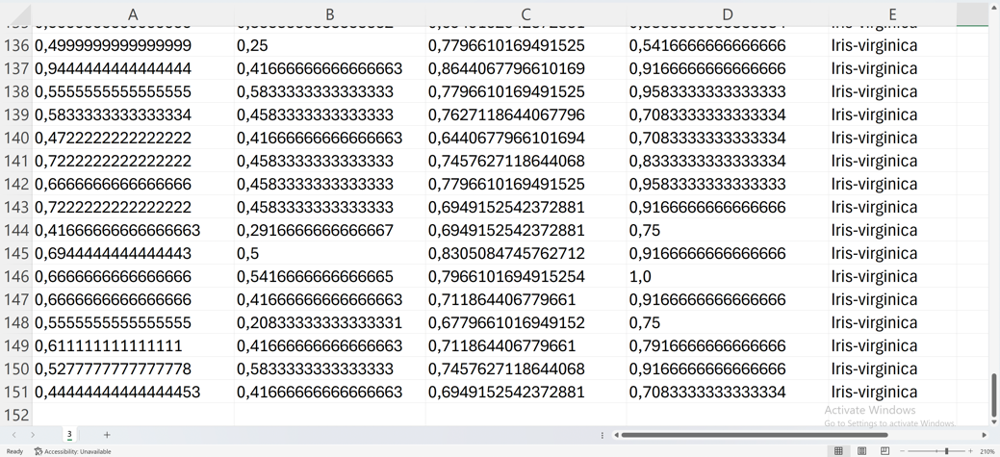 A B C D E
136 0,4999999999999999 0,25 0,7796610169491525 0,5416666666666666 Iris-virginica
137 0,9444444444444444 0,41666666666666663 0,8644067796610169 0,9166666666666666 Iris-virginica
138 0,5555555555555555 0,5833333333333333 0,7796610169491525 0,9583333333333333 Iris-virginica
139 0,5833333333333334 0,4583333333333333 0,7627118644067796 0,7083333333333334 Iris-virginica
140 0,4722222222222222 0,41666666666666663 0,6440677966101694 0,7083333333333334 Iris-virginica
141 0,7222222222222222 0,4583333333333333 0,7457627118644068 0,8333333333333334 Iris-virginica
142 0,6666666666666666 0,4583333333333333 0,7796610169491525 0,9583333333333333 Iris-virginica
143 0,7222222222222222 0,4583333333333333 0,6949152542372881 0,9166666666666666 Iris-virginica
144 0,41666666666666663 0,2916666666666667 0,6949152542372881 0,75 Iris-virginica
145 0,6944444444444443 0,5 0,8305084745762712 0,9166666666666666 Iris-virginica
146 0,6666666666666666 0,5416666666666665 0,7966101694915254 1,0 Iris-virginica
147 0,6666666666666666 0,41666666666666663 0,711864406779661 0,9166666666666666 Iris-virginica
148 0,5555555555555555 0,20833333333333331 0,6779661016949152 0,75 Iris-virginica
149 0,611111111111111 0,41666666666666663 0,711864406779661 0,7916666666666666 Iris-virginica
150 0,5277777777777778 0,5833333333333333 0,7457627118644068 0,9166666666666666 Iris-virginica
151 0,44444444444444453 0,41666666666666663 0,6949152542372881 0,7083333333333334 Iris-virginica
152
Activate Windows
Go to Settings to activate Windows.
3
Ready Accessibility: Unavailable 210%